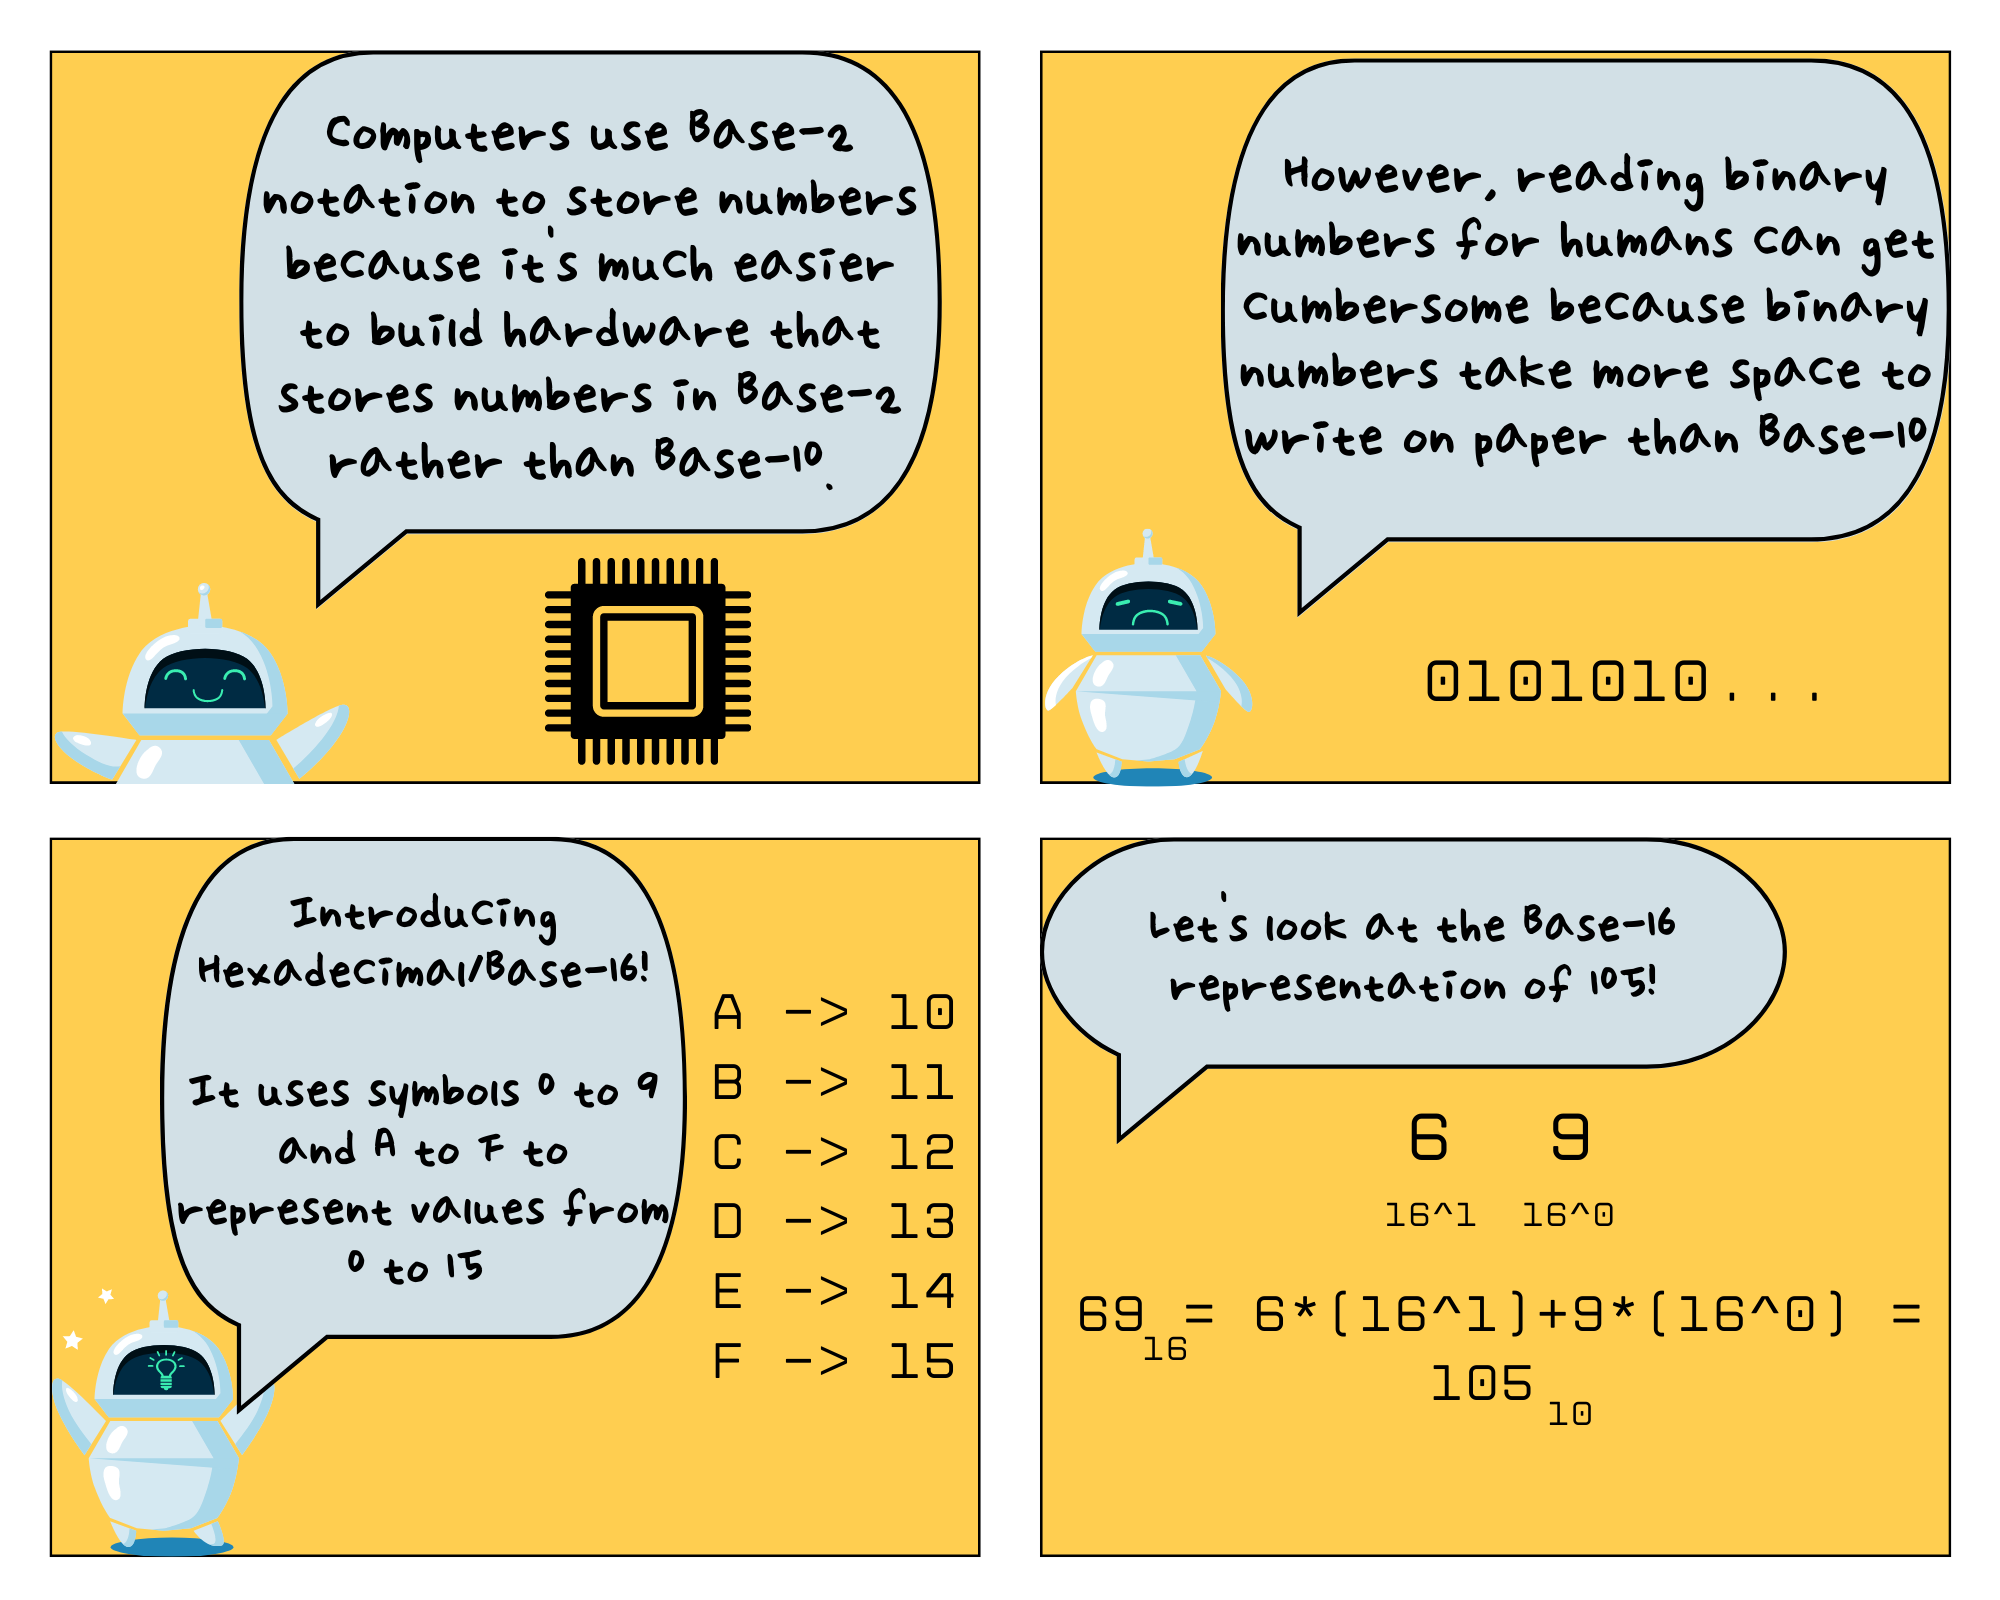 Computers use Base-2
notation to store numbers
because it's much easier
to build hardware that
stores numbers in Base-2
rather than Base-10.
However, reading binary
numbers for humans can get
cumbersome because binary
numbers take more space to
write on paper than Base-10
0101010...
Introducing
Hexadecimal/Base-16!
It uses symbols 0 to 9
and A to F to
represent values from
0 to 15
A -> 10
B -> 11
C -> 12
D -> 13
E -> 14
F -> 15
Let's look at the Base-16
representation of 105!
6 9
16^1 16^0
69₁₆ = 6*(16^1)+9*(16^0) =
105₁₀